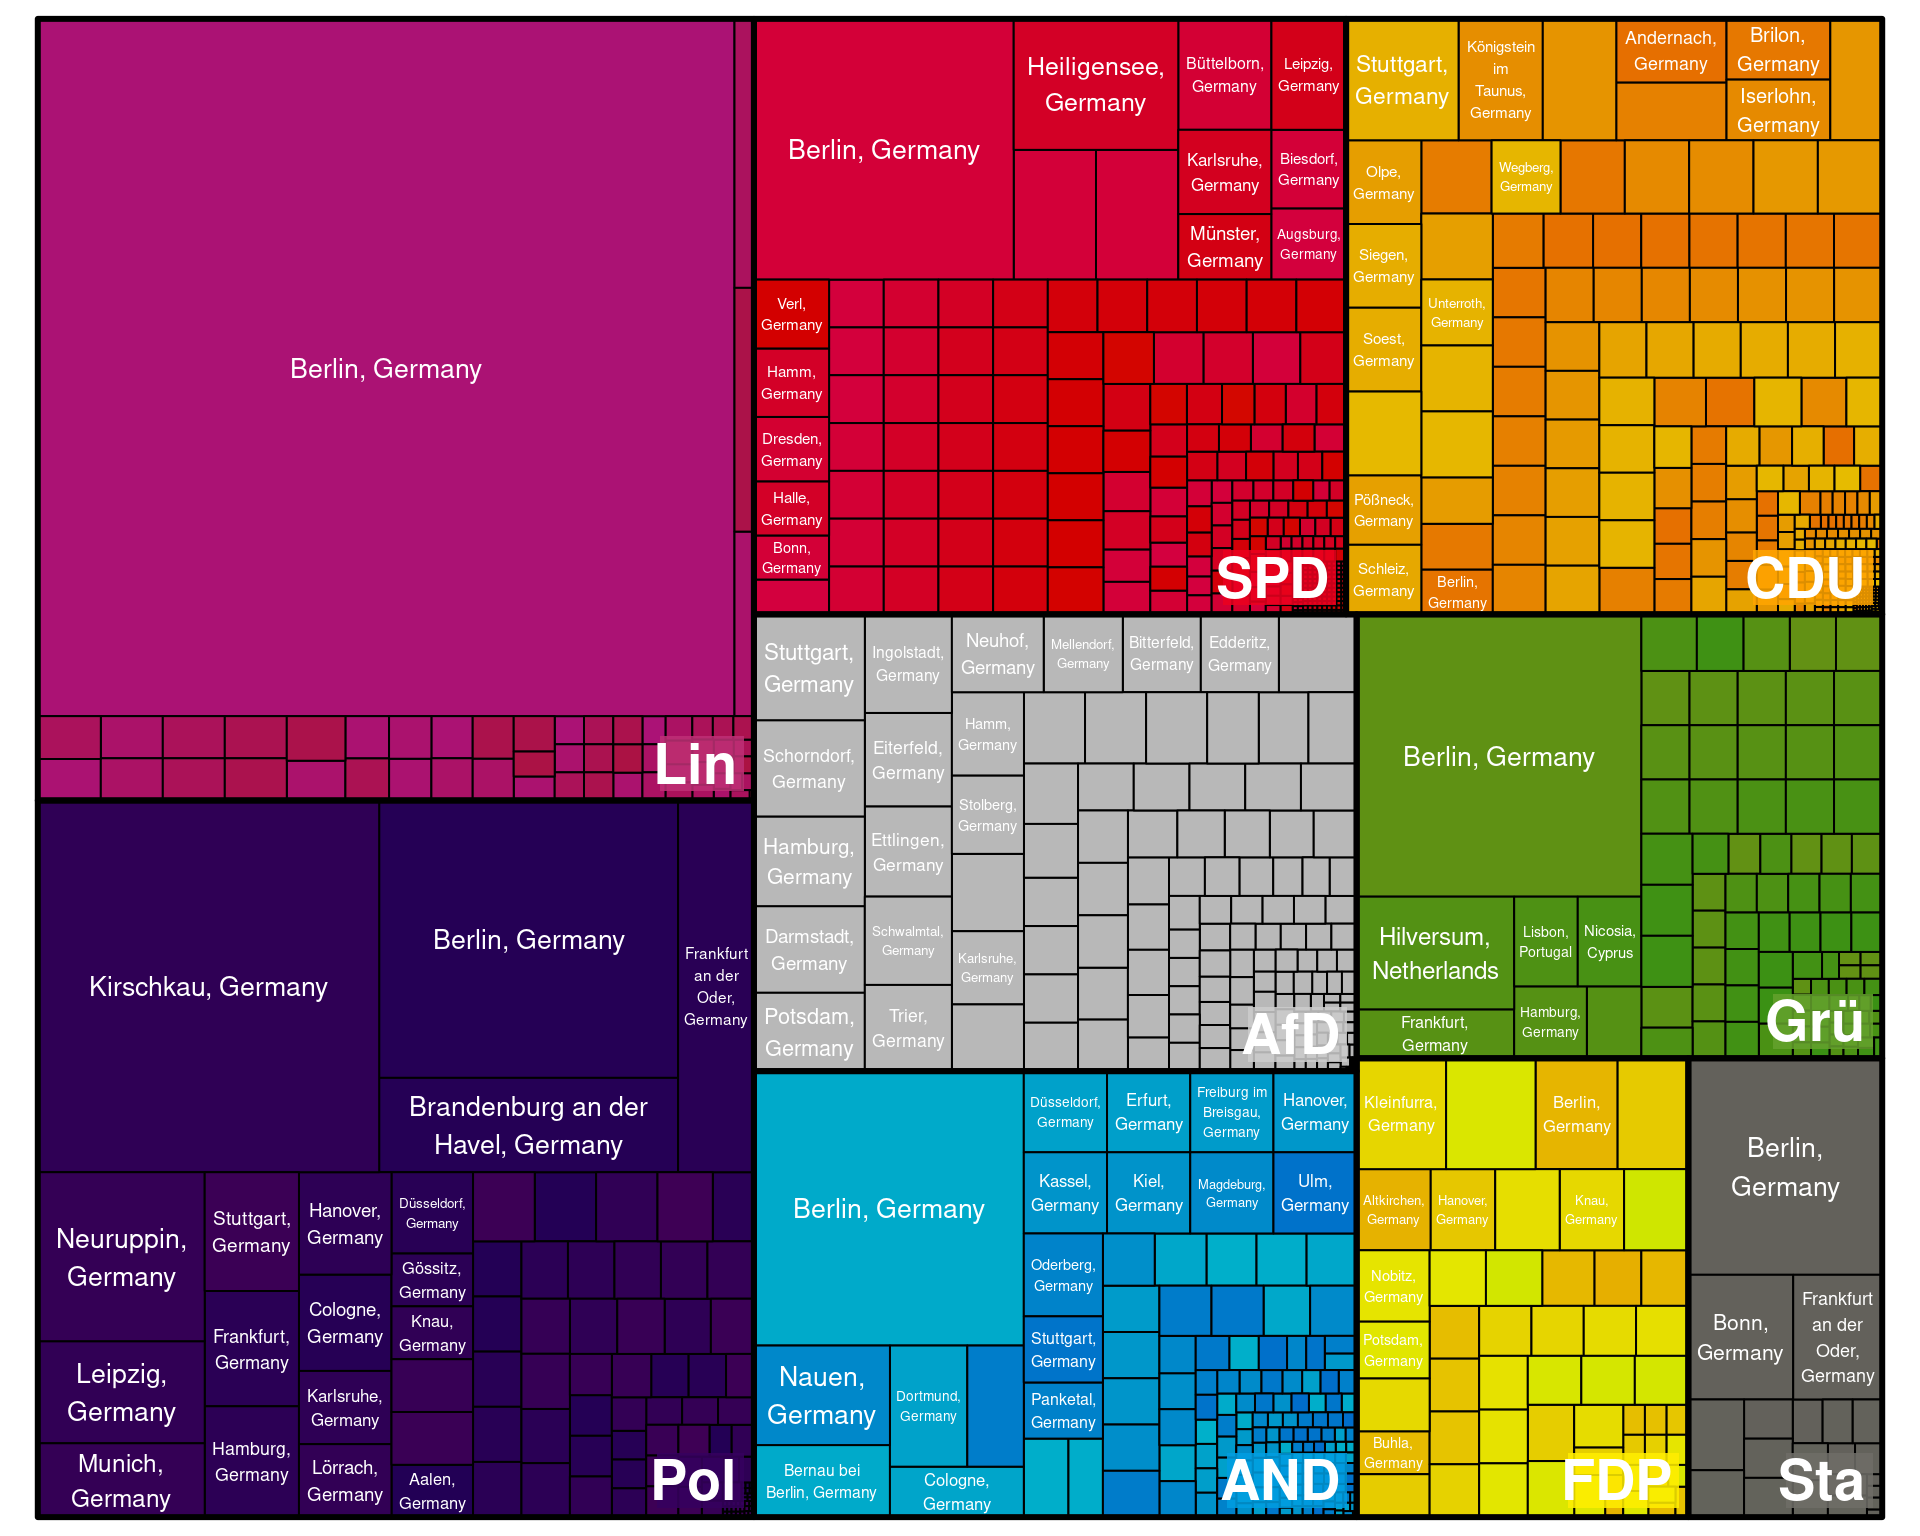 Berlin, Germany
Lin
Kirschkau, Germany
Berlin, Germany
Brandenburg an der
Havel, Germany
Frankfurt
an der
Oder,
Germany
Neuruppin,
Germany
Leipzig,
Germany
Munich,
Germany
Stuttgart,
Germany
Frankfurt,
Germany
Hamburg,
Germany
Hanover,
Germany
Cologne,
Germany
Karlsruhe,
Germany
Lörrach,
Germany
Düsseldorf,
Germany
Gössitz,
Germany
Knau,
Germany
Aalen,
Germany
Pol
Berlin, Germany
Heiligensee,
Germany
Büttelborn,
Germany
Leipzig,
Germany
Karlsruhe,
Germany
Biesdorf,
Germany
Münster,
Germany
Augsburg,
Germany
Verl,
Germany
Hamm,
Germany
Dresden,
Germany
Halle,
Germany
Bonn,
Germany
SPD
Stuttgart,
Germany
Königstein
im
Taunus,
Germany
Andernach,
Germany
Brilon,
Germany
Iserlohn,
Germany
Olpe,
Germany
Wegberg,
Germany
Siegen,
Germany
Unterroth,
Germany
Soest,
Germany
Pößneck,
Germany
Schleiz,
Germany
Berlin,
Germany
CDU
Stuttgart,
Germany
Schorndorf,
Germany
Hamburg,
Germany
Darmstadt,
Germany
Potsdam,
Germany
Ingolstadt,
Germany
Eiterfeld,
Germany
Ettlingen,
Germany
Schwalmtal,
Germany
Trier,
Germany
Neuhof,
Germany
Mellendorf,
Germany
Bitterfeld,
Germany
Edderitz,
Germany
Hamm,
Germany
Stolberg,
Germany
Karlsruhe,
Germany
AfD
Berlin, Germany
Hilversum,
Netherlands
Lisbon,
Portugal
Nicosia,
Cyprus
Frankfurt,
Germany
Hamburg,
Germany
Grü
Berlin, Germany
Nauen,
Germany
Bernau bei
Berlin, Germany
Dortmund,
Germany
Cologne,
Germany
Düsseldorf,
Germany
Erfurt,
Germany
Freiburg im
Breisgau,
Germany
Hanover,
Germany
Kassel,
Germany
Kiel,
Germany
Magdeburg,
Germany
Ulm,
Germany
Oderberg,
Germany
Stuttgart,
Germany
Panketal,
Germany
AND
Kleinfurra,
Germany
Berlin,
Germany
Altkirchen,
Germany
Hanover,
Germany
Knau,
Germany
Nobitz,
Germany
Potsdam,
Germany
Buhla,
Germany
FDP
Berlin,
Germany
Bonn,
Germany
Frankfurt
an der
Oder,
Germany
Sta